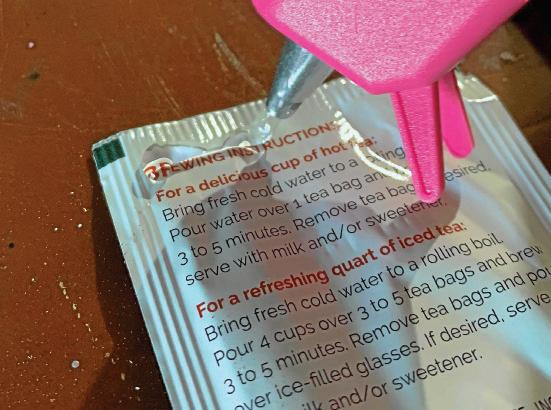 BREWING INSTRUCTIONS
For a delicious cup of hot tea:
Bring fresh cold water to a boiling
Pour water over 1 tea bag and
3 to 5 minutes. Remove tea bag desired,
serve with milk and/or sweetener.
For a refreshing quart of iced tea:
Bring fresh cold water to a rolling boil.
Pour 4 cups over 3 to 5 tea bags and brew
3 to 5 minutes. Remove tea bags and pou
over ice-filled glasses. If desired, serve
milk and/or sweetener.